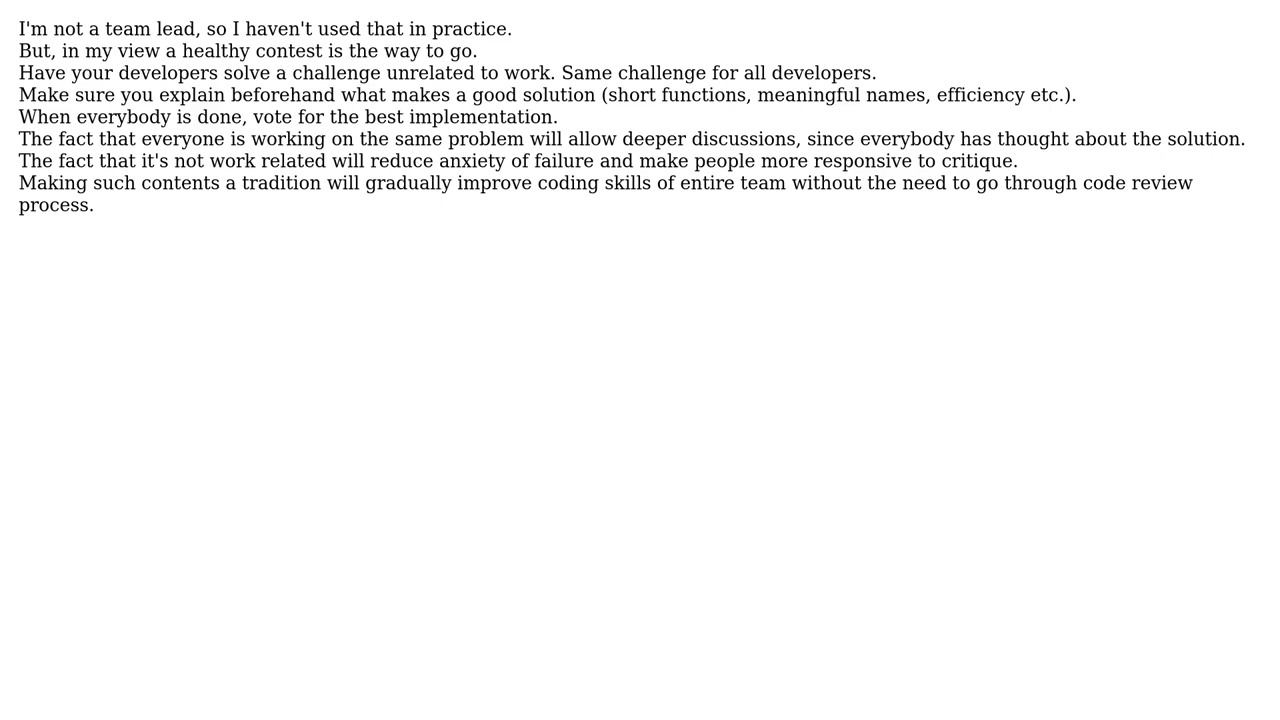 I'm not a team lead, so I haven't used that in practice.
But, in my view a healthy contest is the way to go.
Have your developers solve a challenge unrelated to work. Same challenge for all developers.
Make sure you explain beforehand what makes a good solution (short functions, meaningful names, efficiency etc.).
When everybody is done, vote for the best implementation.
The fact that everyone is working on the same problem will allow deeper discussions, since everybody has thought about the solution.
The fact that it's not work related will reduce anxiety of failure and make people more responsive to critique.
Making such contents a tradition will gradually improve coding skills of entire team without the need to go through code review
process.